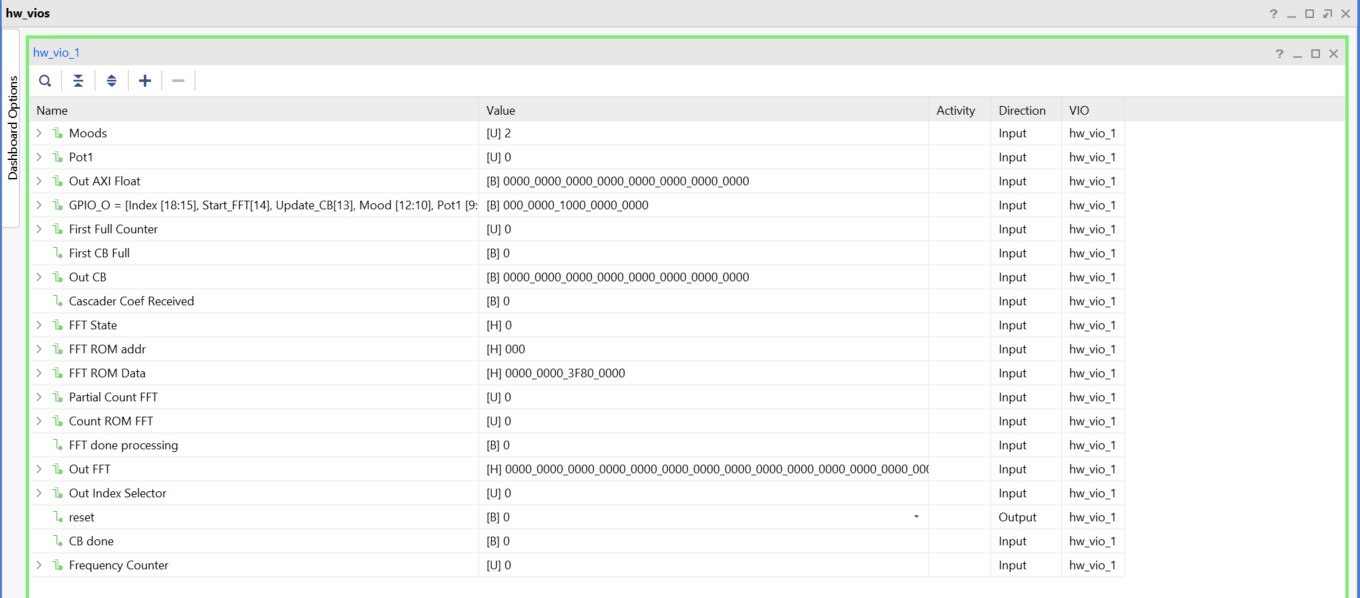 hw_vios
Dashboard Options
hw_vio_1
Name Value Activity Direction VIO
Moods [U] 2 Input hw_vio_1
Pot1 [U] 0 Input hw_vio_1
Out AXI Float [B] 0000_0000_0000_0000_0000_0000_0000_0000 Input hw_vio_1
GPIO_O = [Index [18:15], Start_FFT[14], Update_CB[13], Mood [12:10], Pot1 [9: [B] 000_0000_1000_0000_0000 Input hw_vio_1
First Full Counter [U] 0 Input hw_vio_1
First CB Full [B] 0 Input hw_vio_1
Out CB [B] 0000_0000_0000_0000_0000_0000_0000_0000 Input hw_vio_1
Cascader Coef Received [B] 0 Input hw_vio_1
FFT State [H] 0 Input hw_vio_1
FFT ROM addr [H] 000 Input hw_vio_1
FFT ROM Data [H] 0000_0000_3F80_0000 Input hw_vio_1
Partial Count FFT [U] 0 Input hw_vio_1
Count ROM FFT [U] 0 Input hw_vio_1
FFT done processing [B] 0 Input hw_vio_1
Out FFT [H] 0000_0000_0000_0000_0000_0000_0000_0000_0000_0000_0000_0000_0000_000 Input hw_vio_1
Out Index Selector [U] 0 Input hw_vio_1
reset [B] 0 Output hw_vio_1
CB done [B] 0 Input hw_vio_1
Frequency Counter [U] 0 Input hw_vio_1